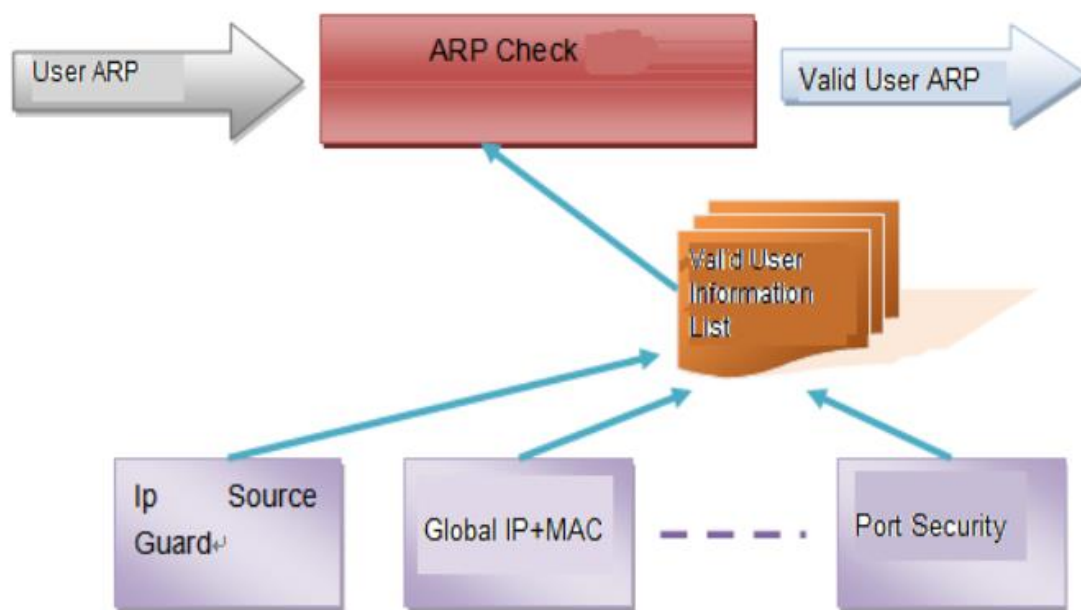 User ARP
ARP Check
Valid User ARP
Valid User
Information
List
Ip Source
Guard↵
Global IP+MAC
Port Security